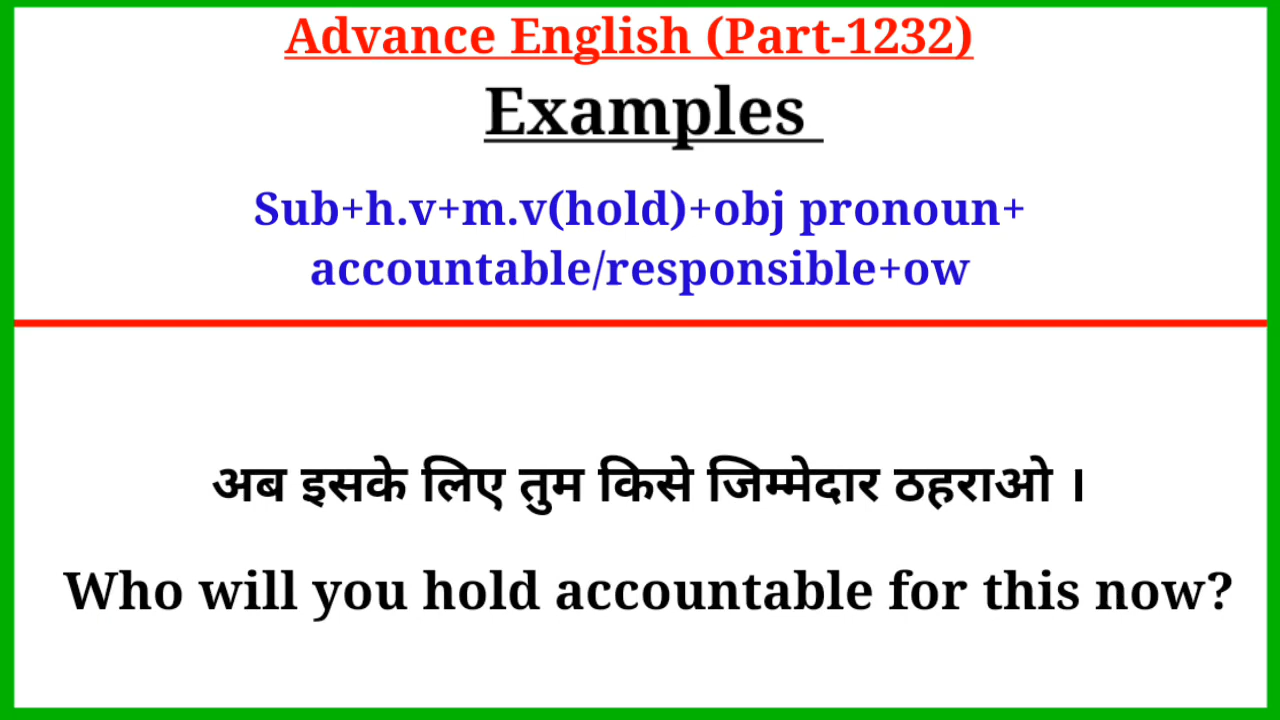 Advance English (Part-1232)
Examples
Sub+h.v+m.v(hold)+obj pronoun+
accountable/responsible+ow
अब इसके लिए तुम किसे जिम्मेदार ठहराओ ।
Who will you hold accountable for this now?